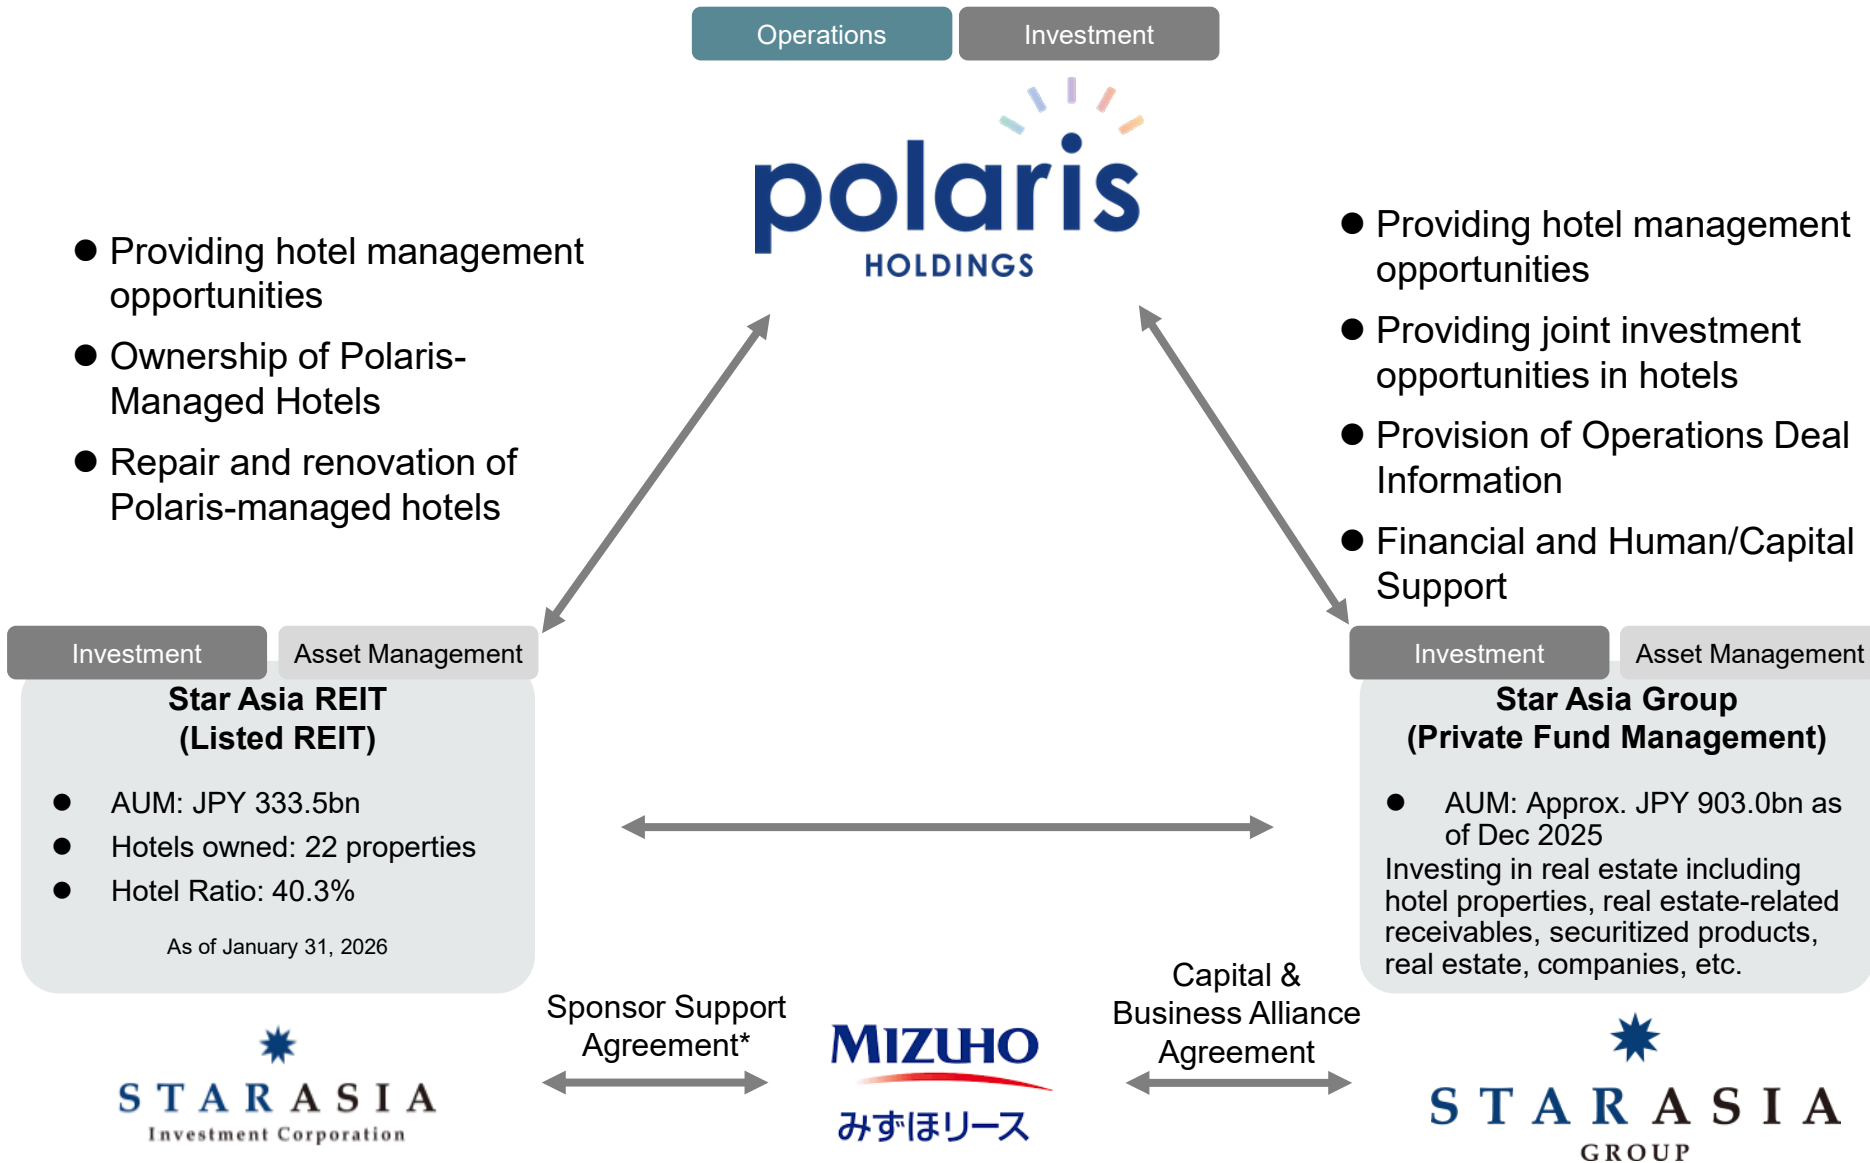 Operations
Investment
polaris
HOLDINGS
● Providing hotel management
opportunities
● Ownership of Polaris-
Managed Hotels
● Repair and renovation of
Polaris-managed hotels
● Providing hotel management
opportunities
● Providing joint investment
opportunities in hotels
● Provision of Operations Deal
Information
● Financial and Human/Capital
Support
Investment
Asset Management
Star Asia REIT
(Listed REIT)
● AUM: JPY 333.5bn
● Hotels owned: 22 properties
● Hotel Ratio: 40.3%
As of January 31, 2026
Investment
Asset Management
Star Asia Group
(Private Fund Management)
● AUM: Approx. JPY 903.0bn as
of Dec 2025
Investing in real estate including
hotel properties, real estate-related
receivables, securitized products,
real estate, companies, etc.
STAR ASIA
Investment Corporation
Sponsor Support
Agreement*
MIZUHO
みずほリース
Capital &
Business Alliance
Agreement
STAR ASIA
GROUP